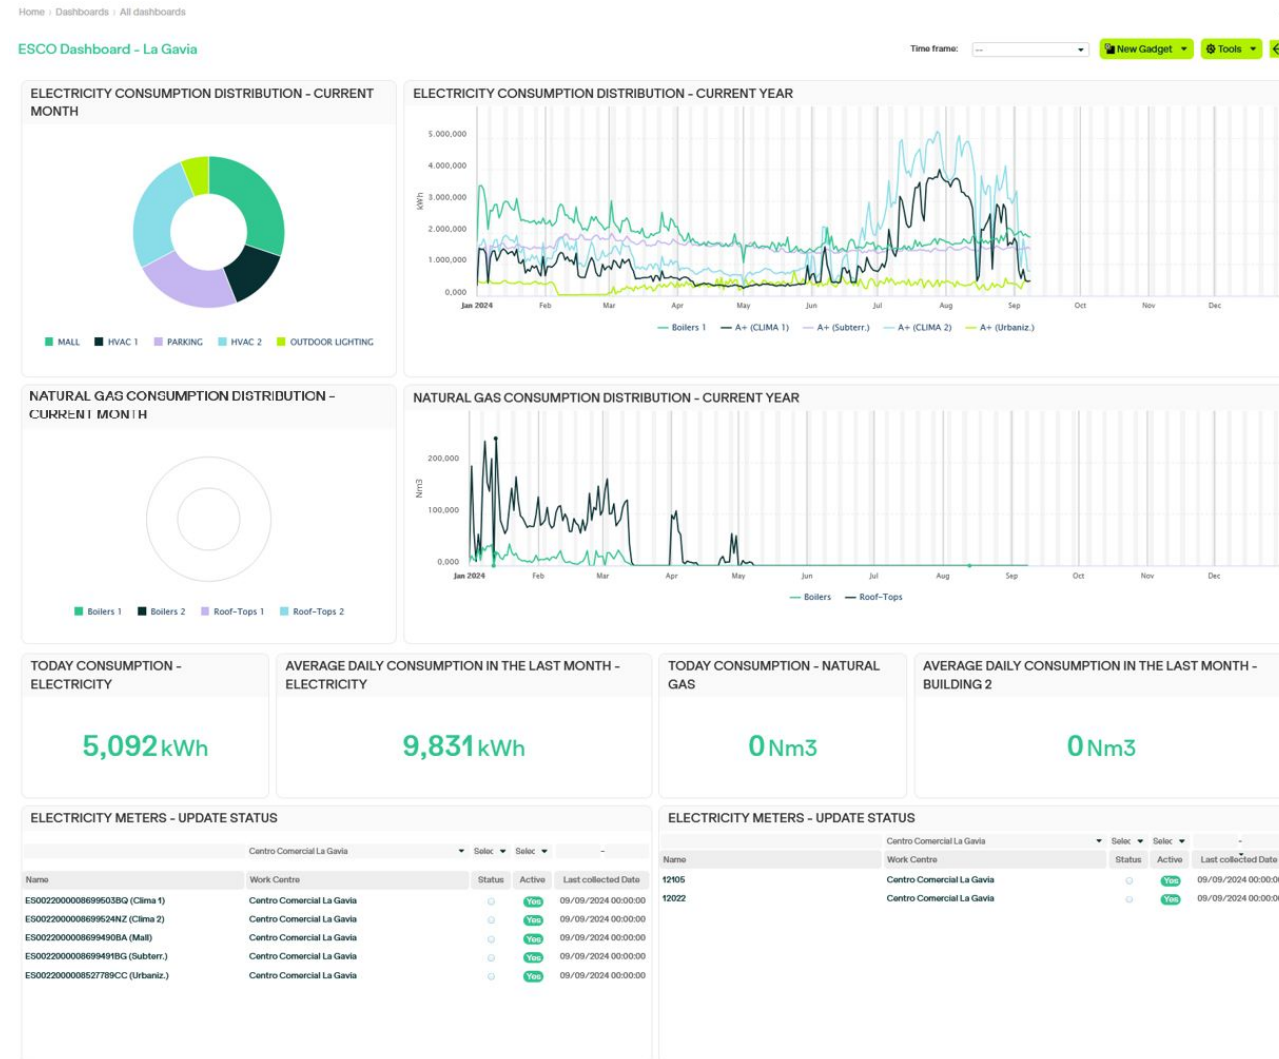 Home › Dashboards › All dashboards
ESCO Dashboard - La Gavia
Time frame: --
New Gadget
Tools
ELECTRICITY CONSUMPTION DISTRIBUTION - CURRENT
MONTH
MALL HVAC 1 PARKING HVAC 2 OUTDOOR LIGHTING
ELECTRICITY CONSUMPTION DISTRIBUTION - CURRENT YEAR
kWh
5.000,000
4.000,000
3.000,000
2.000,000
1.000,000
0,000
Jan 2024 Feb Mar Apr May Jun Jul Aug Sep Oct Nov Dec
Boilers 1 A+ (CLIMA 1) A+ (Subterr.) A+ (CLIMA 2) A+ (Urbaniz.)
NATURAL GAS CONSUMPTION DISTRIBUTION -
CURRENT MONTH
Boilers 1 Boilers 2 Roof-Tops 1 Roof-Tops 2
NATURAL GAS CONSUMPTION DISTRIBUTION - CURRENT YEAR
Nm3
200,000
100,000
0,000
Jan 2024 Feb Mar Apr May Jun Jul Aug Sep Oct Nov Dec
Boilers Roof-Tops
TODAY CONSUMPTION -
ELECTRICITY
5,092 kWh
AVERAGE DAILY CONSUMPTION IN THE LAST MONTH -
ELECTRICITY
9,831 kWh
TODAY CONSUMPTION - NATURAL
GAS
0 Nm3
AVERAGE DAILY CONSUMPTION IN THE LAST MONTH -
BUILDING 2
0 Nm3
ELECTRICITY METERS - UPDATE STATUS
Centro Comercial La Gavia Selec Selec -
Name Work Centre Status Active Last collected Date
ES0022000008699503BQ (Clima 1) Centro Comercial La Gavia Yes 09/09/2024 00:00:00
ES0022000008699524NZ (Clima 2) Centro Comercial La Gavia Yes 09/09/2024 00:00:00
ES0022000008699490BA (Mall) Centro Comercial La Gavia Yes 09/09/2024 00:00:00
ES0022000008699491BG (Subterr.) Centro Comercial La Gavia Yes 09/09/2024 00:00:00
ES0022000008527789CC (Urbaniz.) Centro Comercial La Gavia Yes 09/09/2024 00:00:00
ELECTRICITY METERS - UPDATE STATUS
Centro Comercial La Gavia Selec Selec -
Name Work Centre Status Active Last collected Date
12105 Centro Comercial La Gavia Yes 09/09/2024 00:00:00
12022 Centro Comercial La Gavia Yes 09/09/2024 00:00:00